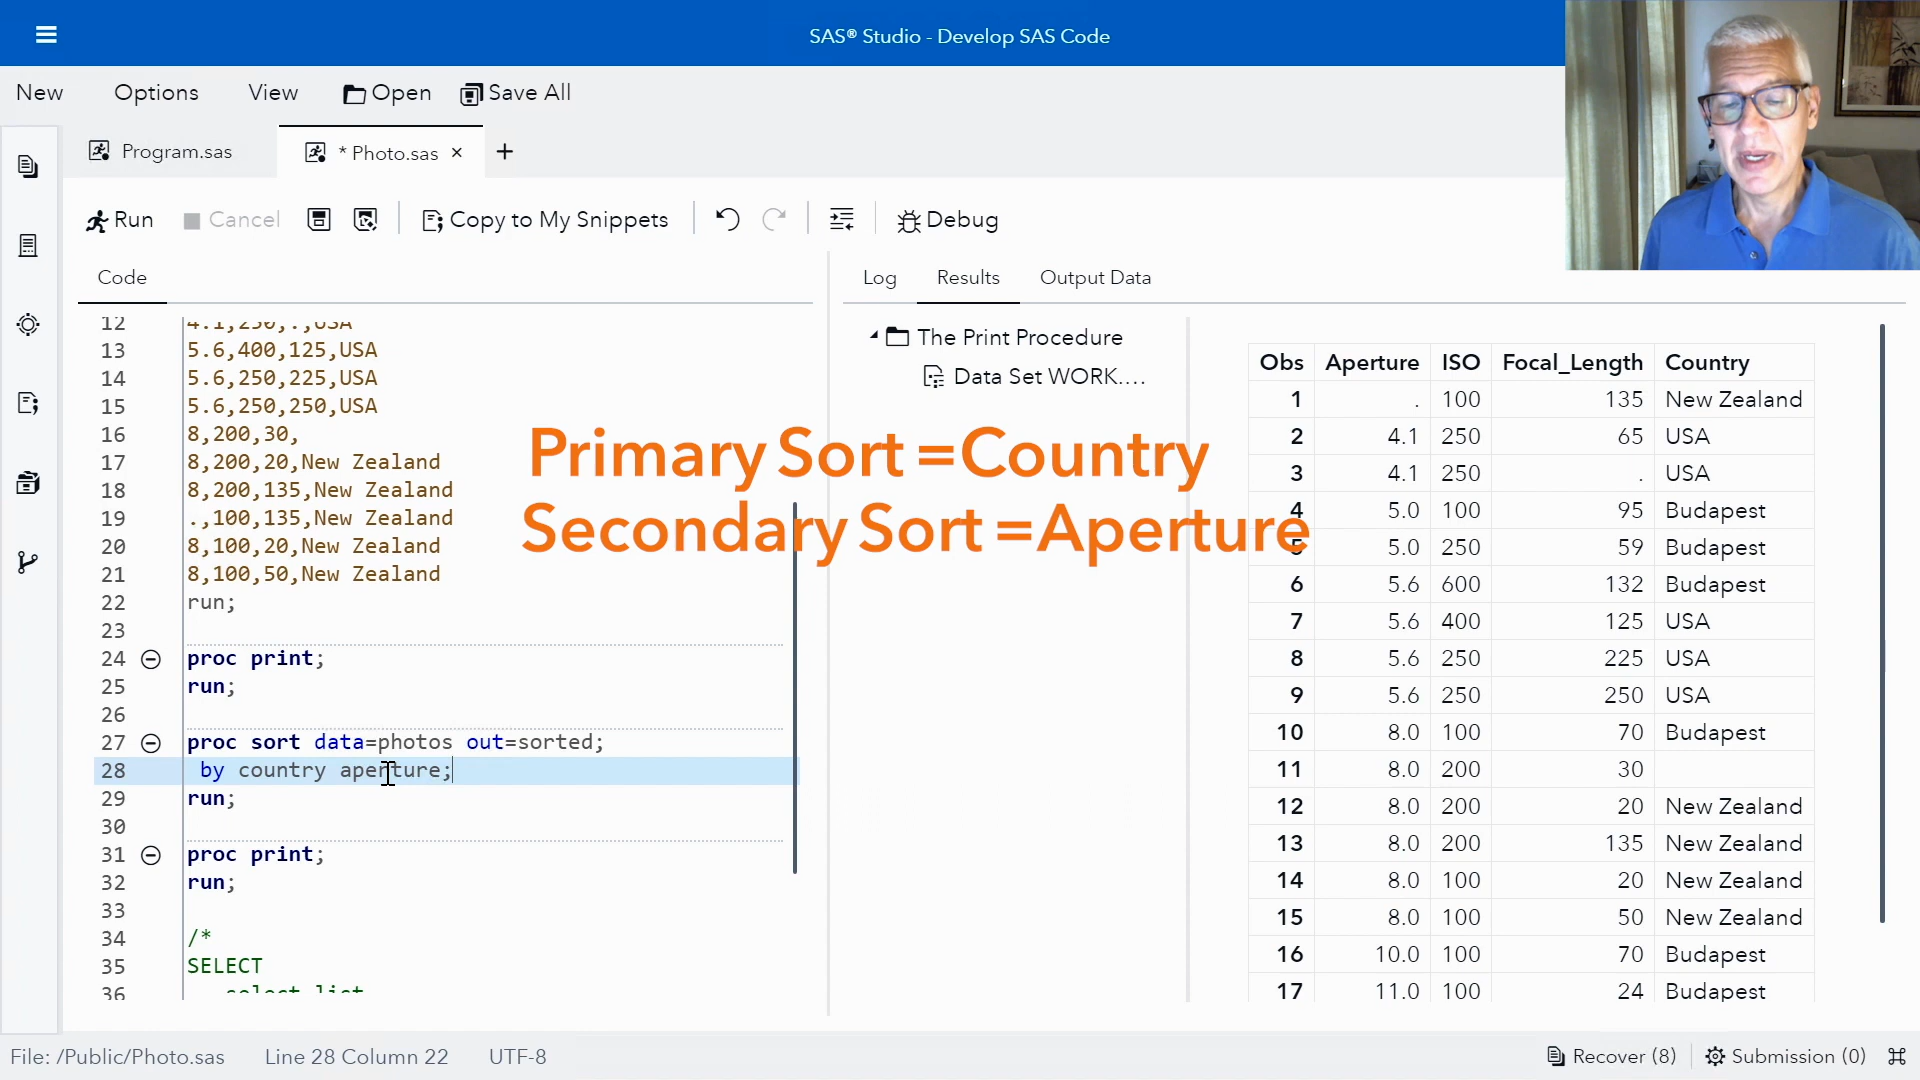 SAS® Studio - Develop SAS Code
New Options View Open Save All
Program.sas * Photo.sas × +
Run Cancel Copy to My Snippets Debug
Code
Log Results Output Data
12 4.1,250,.,USA
13 5.6,400,125,USA
14 5.6,250,225,USA
15 5.6,250,250,USA
16 8,200,30,
17 8,200,20,New Zealand
18 8,200,135,New Zealand
19 .,100,135,New Zealand
20 8,100,20,New Zealand
21 8,100,50,New Zealand
22 run;
23
24 proc print;
25 run;
26
27 proc sort data=photos out=sorted;
28 by country aperture;
29 run;
30
31 proc print;
32 run;
33
34 /*
35 SELECT
36 select list
The Print Procedure
Data Set WORK....
Primary Sort =Country
Secondary Sort =Aperture
Obs Aperture ISO Focal_Length Country
1 . 100 135 New Zealand
2 4.1 250 65 USA
3 4.1 250 . USA
4 5.0 100 95 Budapest
5 5.0 250 59 Budapest
6 5.6 600 132 Budapest
7 5.6 400 125 USA
8 5.6 250 225 USA
9 5.6 250 250 USA
10 8.0 100 70 Budapest
11 8.0 200 30
12 8.0 200 20 New Zealand
13 8.0 200 135 New Zealand
14 8.0 100 20 New Zealand
15 8.0 100 50 New Zealand
16 10.0 100 70 Budapest
17 11.0 100 24 Budapest
File: /Public/Photo.sas Line 28 Column 22 UTF-8 Recover (8) Submission (0)